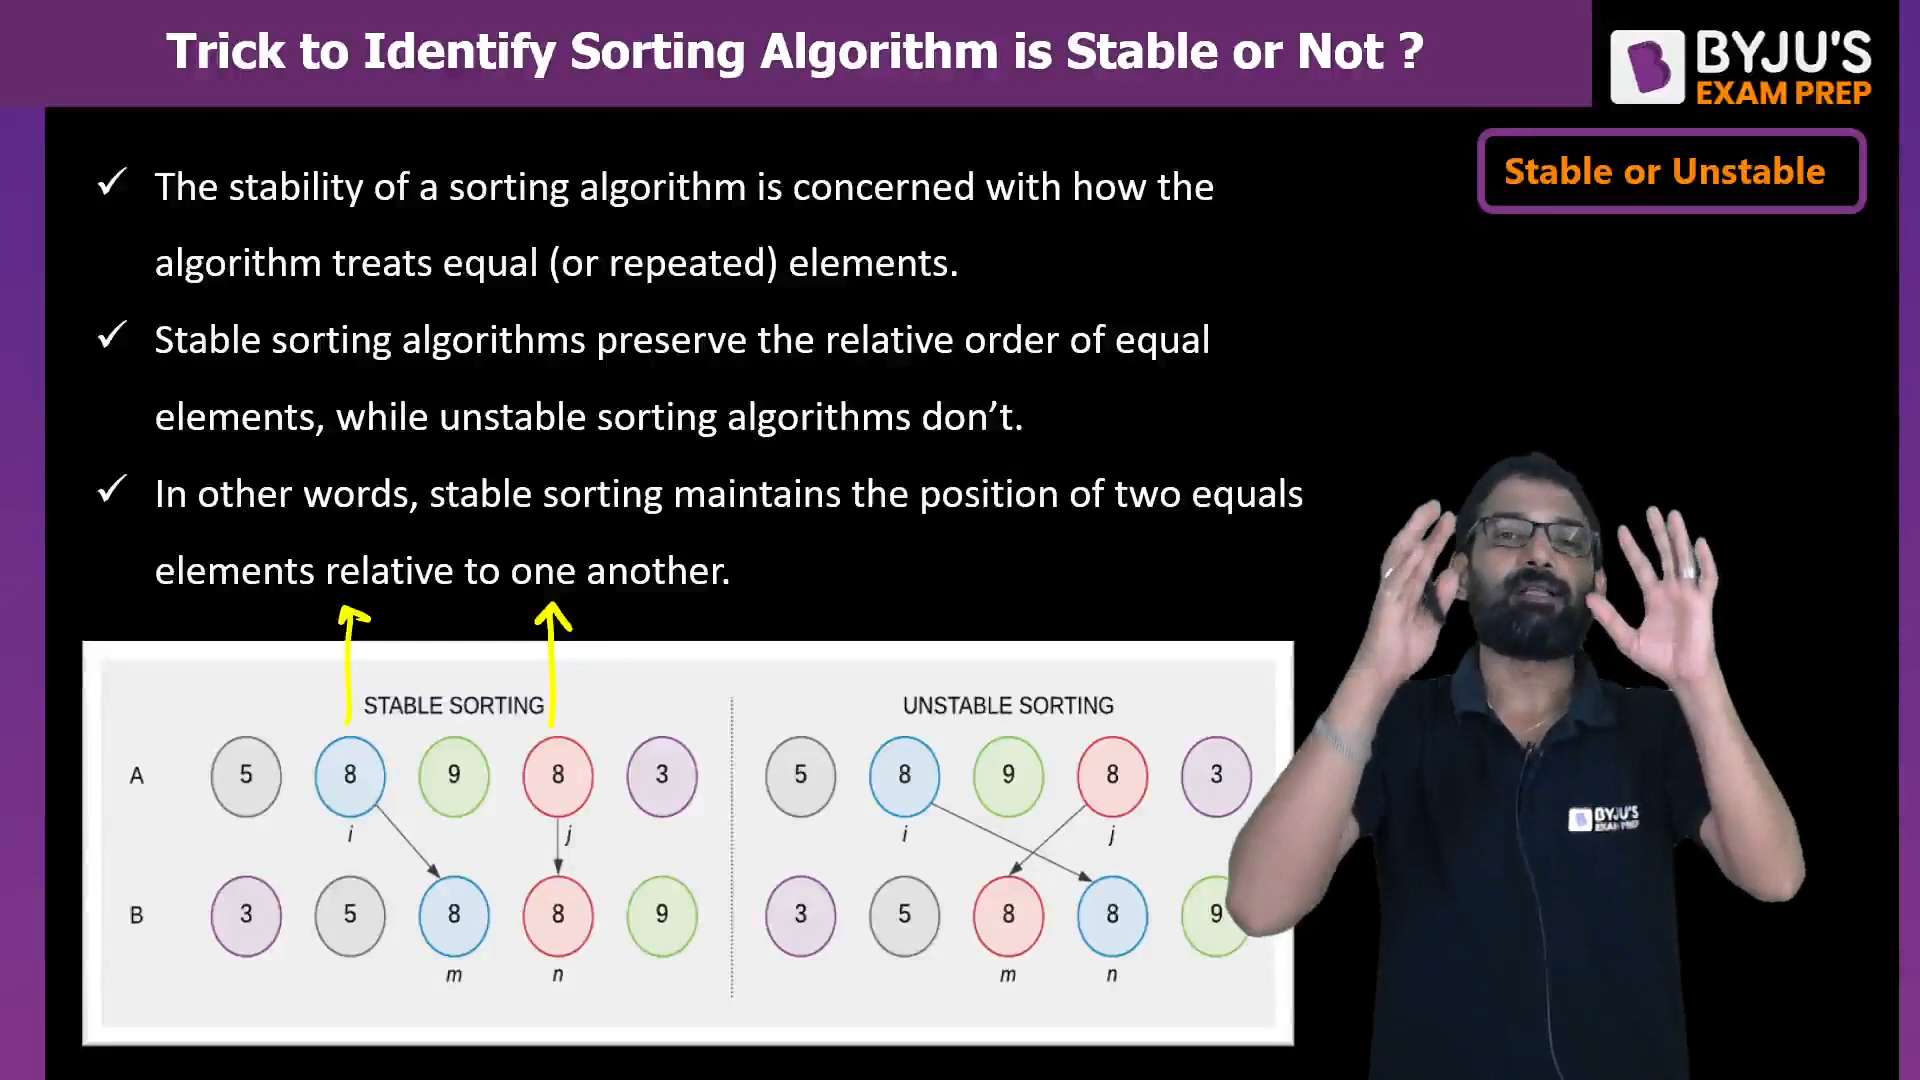 Trick to Identify Sorting Algorithm is Stable or Not ?
BYJU'S
EXAM PREP
Stable or Unstable
✓ The stability of a sorting algorithm is concerned with how the
algorithm treats equal (or repeated) elements.
✓ Stable sorting algorithms preserve the relative order of equal
elements, while unstable sorting algorithms don’t.
✓ In other words, stable sorting maintains the position of two equals
elements relative to one another.
STABLE SORTING
A 5 8 9 8 3
i j
B 3 5 8 8 9
m n
UNSTABLE SORTING
5 8 9 8 3
i j
3 5 8 8 9
m n
BYJU'S
EXAM PREP